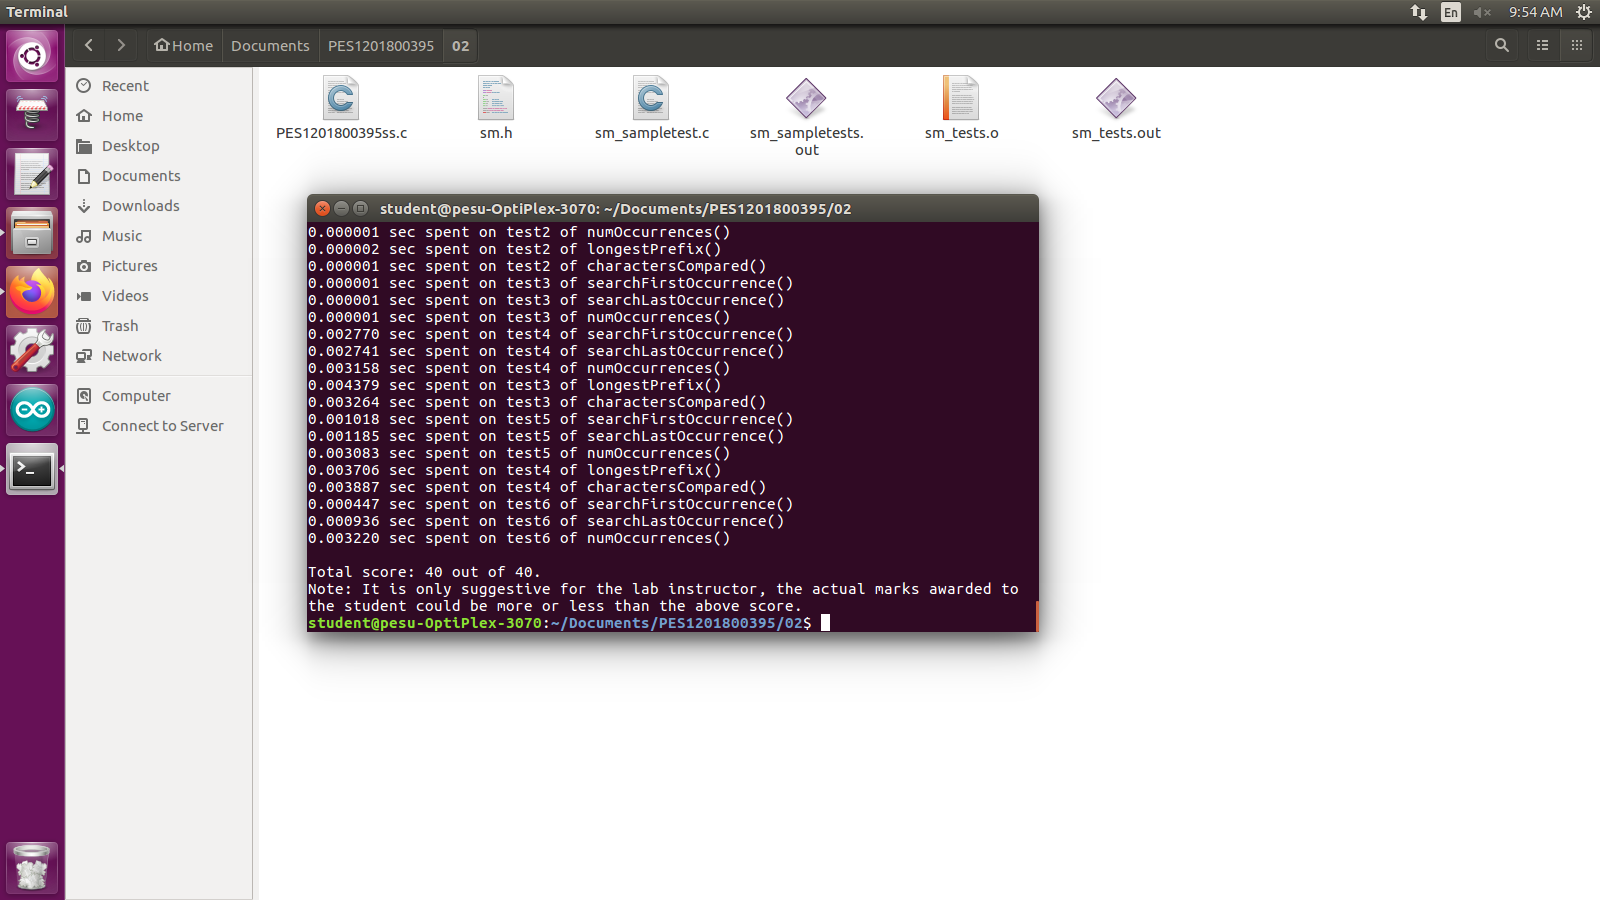 Terminal
En
9:54 AM
Home
Documents
PES1201800395
02
Recent
Home
Desktop
Documents
Downloads
Music
Pictures
Videos
Trash
Network
Computer
Connect to Server
PES1201800395ss.c
sm.h
sm_sampletest.c
sm_sampletests.
out
sm_tests.o
sm_tests.out
student@pesu-OptiPlex-3070: ~/Documents/PES1201800395/02
0.000001 sec spent on test2 of numOccurrences()
0.000002 sec spent on test2 of longestPrefix()
0.000001 sec spent on test2 of charactersCompared()
0.000001 sec spent on test3 of searchFirstOccurrence()
0.000001 sec spent on test3 of searchLastOccurrence()
0.000001 sec spent on test3 of numOccurrences()
0.002770 sec spent on test4 of searchFirstOccurrence()
0.002741 sec spent on test4 of searchLastOccurrence()
0.003158 sec spent on test4 of numOccurrences()
0.004379 sec spent on test3 of longestPrefix()
0.003264 sec spent on test3 of charactersCompared()
0.001018 sec spent on test5 of searchFirstOccurrence()
0.001185 sec spent on test5 of searchLastOccurrence()
0.003083 sec spent on test5 of numOccurrences()
0.003706 sec spent on test4 of longestPrefix()
0.003887 sec spent on test4 of charactersCompared()
0.000447 sec spent on test6 of searchFirstOccurrence()
0.000936 sec spent on test6 of searchLastOccurrence()
0.003220 sec spent on test6 of numOccurrences()
Total score: 40 out of 40.
Note: It is only suggestive for the lab instructor, the actual marks awarded to
the student could be more or less than the above score.
student@pesu-OptiPlex-3070:~/Documents/PES1201800395/02$